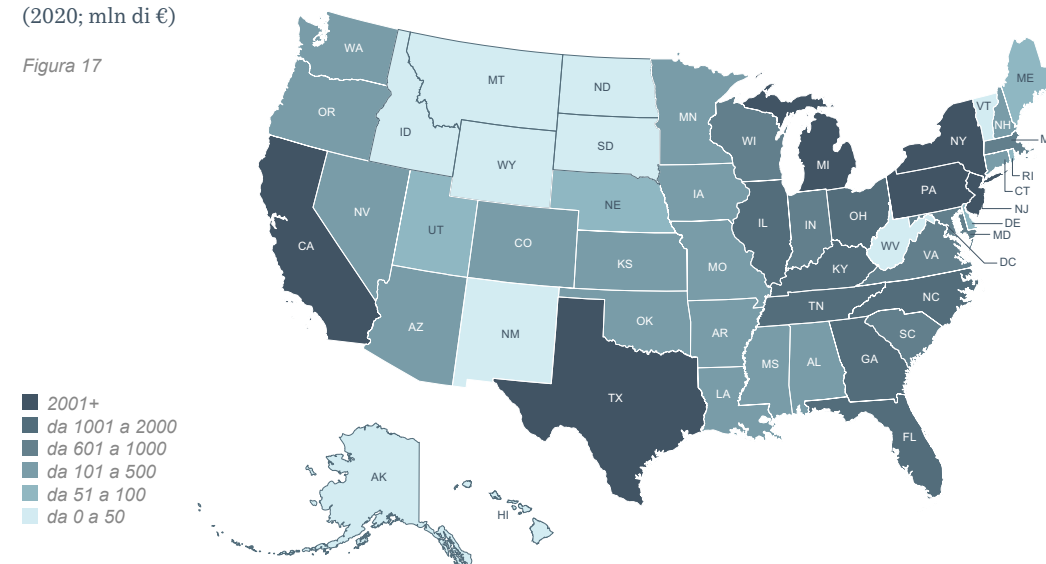 (2020; mln di €)
Figura 17
WA
MT
ND
MN
ME
VT
NH
OR
ID
SD
WI
NY
M
WY
MI
RI
CT
NV
UT
NE
IA
PA
NJ
CA
CO
IL
IN
OH
DE
WV
MD
VA
DC
KS
MO
KY
AZ
NM
OK
AR
TN
NC
SC
MS
AL
GA
TX
LA
FL
2001+
da 1001 a 2000
da 601 a 1000
da 101 a 500
da 51 a 100
da 0 a 50
AK
HI